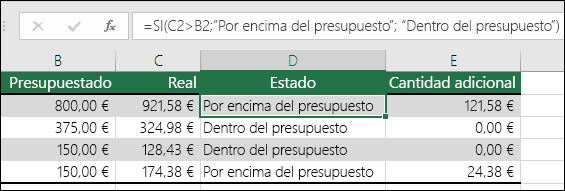 fx =SI(C2>B2;"Por encima del presupuesto"; "Dentro del presupuesto")
B C D E
Presupuestado Real Estado Cantidad adicional
800,00 € 921,58 € Por encima del presupuesto 121,58 €
375,00 € 324,98 € Dentro del presupuesto 0,00 €
150,00 € 128,43 € Dentro del presupuesto 0,00 €
150,00 € 174,38 € Por encima del presupuesto 24,38 €